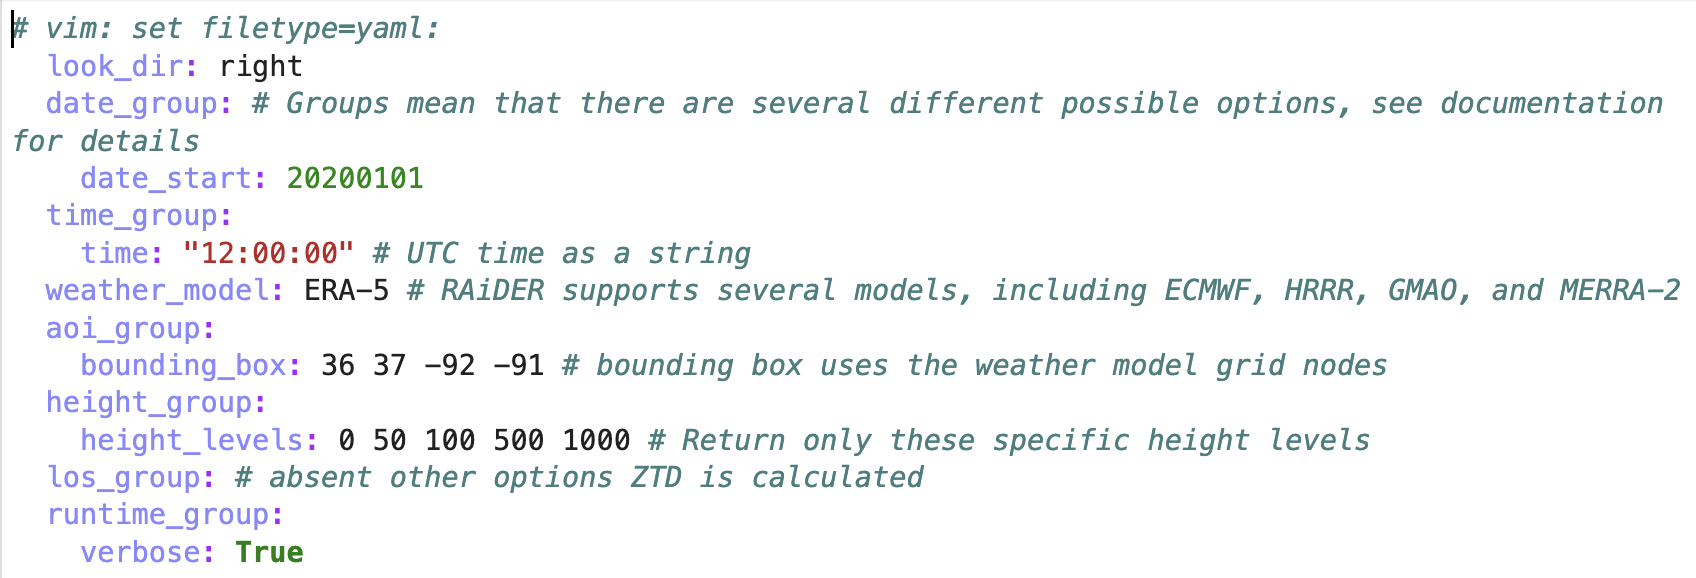 # vim: set filetype=yaml:
  look_dir: right
  date_group: # Groups mean that there are several different possible options, see documentation
for details
    date_start: 20200101
  time_group:
    time: "12:00:00" # UTC time as a string
  weather_model: ERA-5 # RAiDER supports several models, including ECMWF, HRRR, GMAO, and MERRA-2
  aoi_group:
    bounding_box: 36 37 -92 -91 # bounding box uses the weather model grid nodes
  height_group:
    height_levels: 0 50 100 500 1000 # Return only these specific height levels
  los_group: # absent other options ZTD is calculated
  runtime_group:
    verbose: True